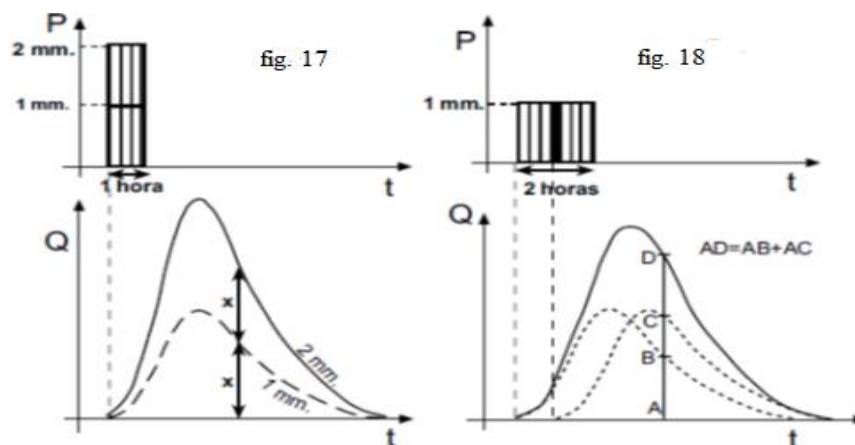 P
2 mm.
fig. 17
1 mm.
1 hora
t
Q
x
x
2 mm.
1 mm.
t
P
fig. 18
1 mm.
2 horas
t
Q
D
AD=AB+AC
C
B
A
t